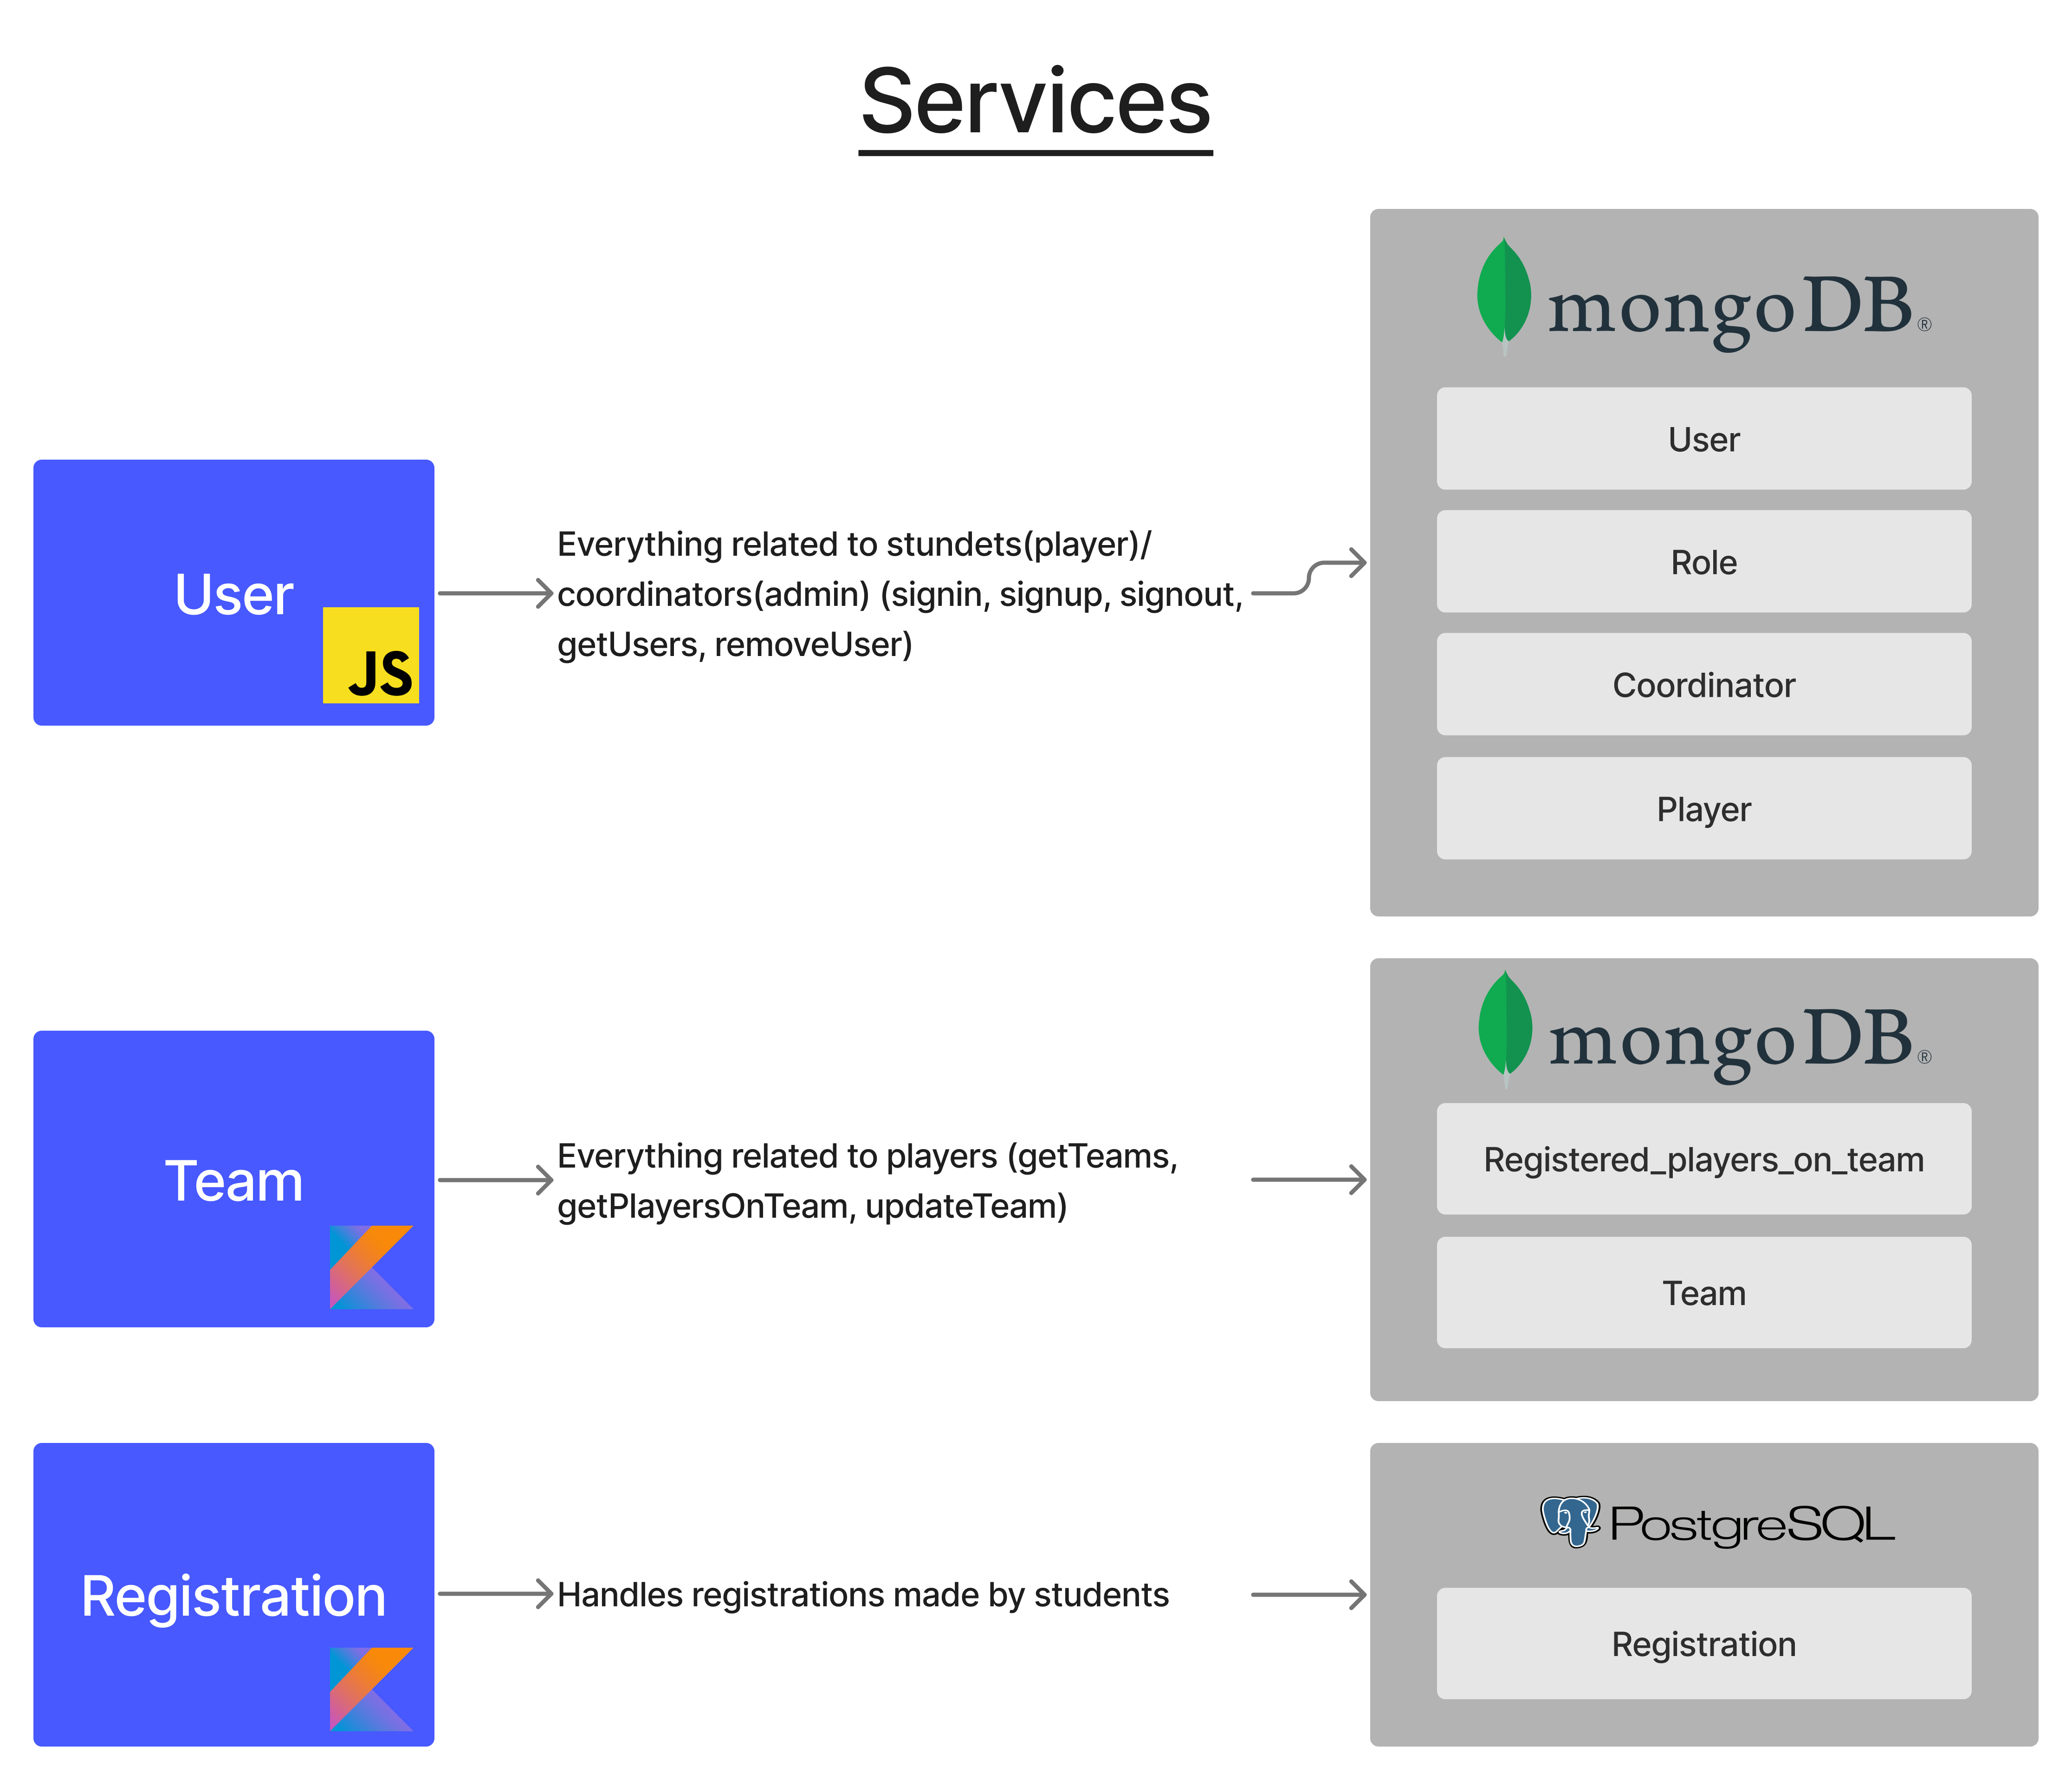 Services
mongoDB®
User
Role
Coordinator
Player
User
JS
Everything related to stundets(player)/
coordinators(admin) (signin, signup, signout,
getUsers, removeUser)
mongoDB®
Registered_players_on_team
Team
Team
Everything related to players (getTeams,
getPlayersOnTeam, updateTeam)
PostgreSQL
Registration
Registration
Handles registrations made by students